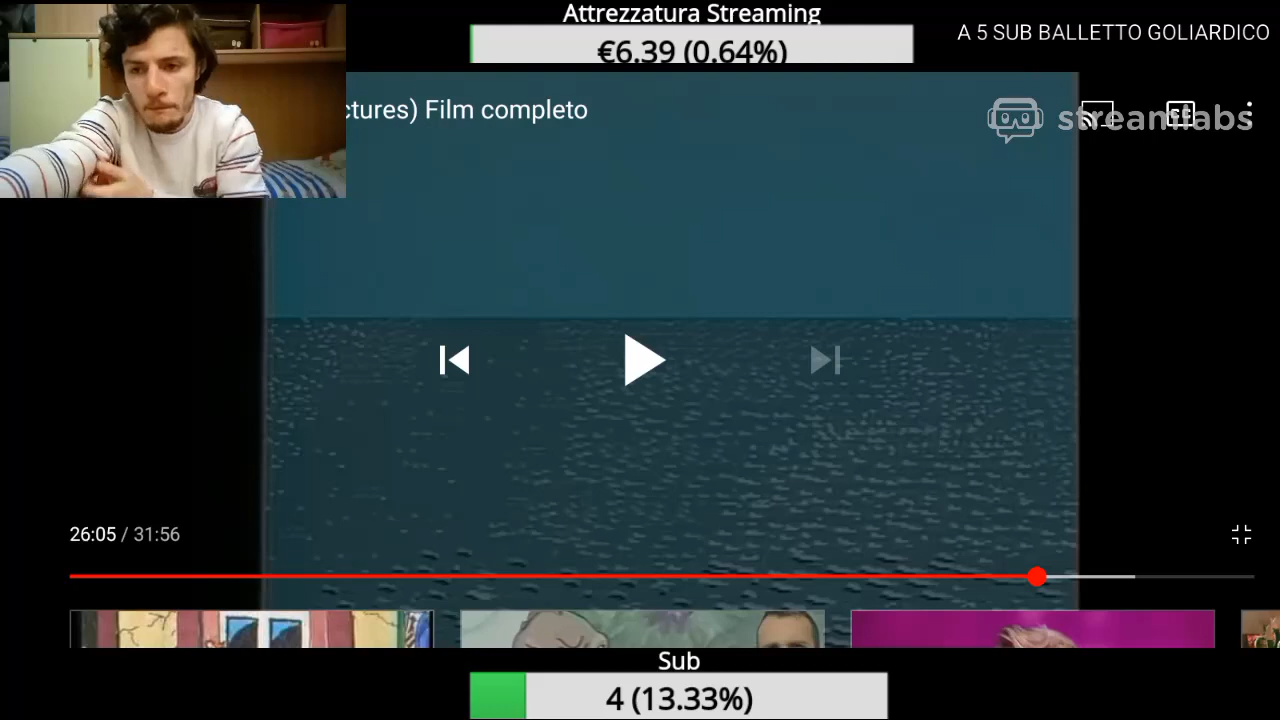 Attrezzatura Streaming
€6.39 (0.64%)
A 5 SUB BALLETTO GOLIARDICO
ctures) Film completo
streamlabs
26:05 / 31:56
Sub
4 (13.33%)